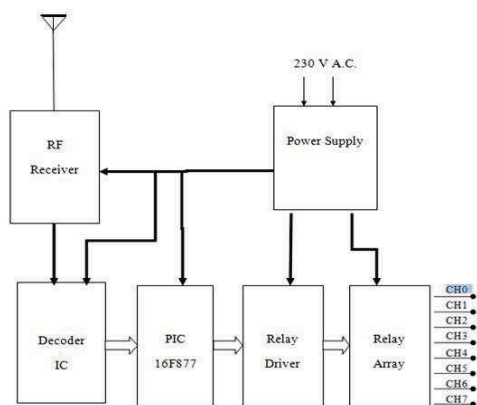 230 V A.C.
RF
Receiver
Power Supply
Decoder
IC
PIC
16F877
Relay
Driver
Relay
Array
CH0
CH1
CH2
CH3
CH4
CH5
CH6
CH7